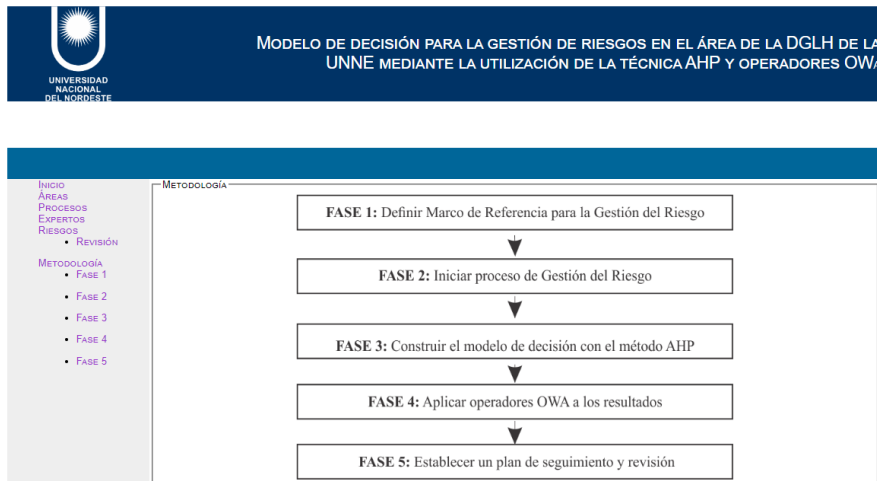 UNIVERSIDAD
NACIONAL
DEL NORDESTE
Modelo de decisión para la gestión de riesgos en el área de la DGLH de la
UNNE mediante la utilización de la técnica AHP y operadores OWA
Inicio
Áreas
Procesos
Expertos
Riesgos
• Revisión
Metodología
• Fase 1
• Fase 2
• Fase 3
• Fase 4
• Fase 5
Metodología
FASE 1: Definir Marco de Referencia para la Gestión del Riesgo
FASE 2: Iniciar proceso de Gestión del Riesgo
FASE 3: Construir el modelo de decisión con el método AHP
FASE 4: Aplicar operadores OWA a los resultados
FASE 5: Establecer un plan de seguimiento y revisión